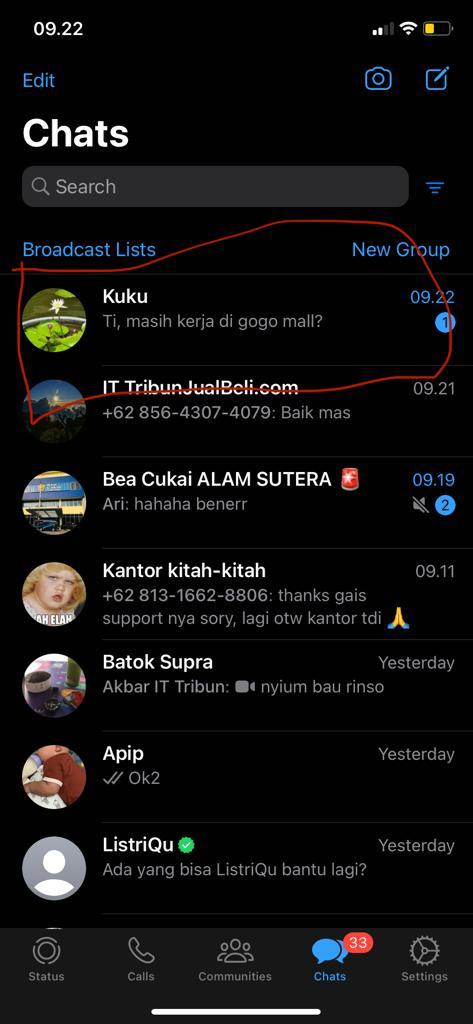 09.22
Edit
Chats
Search
Broadcast Lists New Group
Kuku 09.22
Ti, masih kerja di gogo mall? 1
IT TribunJualBeli.com 09.21
+62 856-4307-4079: Baik mas
Bea Cukai ALAM SUTERA 🚨 09.19
Ari: hahaha benerr 2
Kantor kitah-kitah 09.11
+62 813-1662-8806: thanks gais
support nya sory, lagi otw kantor tdi 🙏
AH ELAH
Batok Supra Yesterday
Akbar IT Tribun: nyium bau rinso
Apip Yesterday
Ok2
ListriQu Yesterday
Ada yang bisa ListriQu bantu lagi?
33
Status Calls Communities Chats Settings